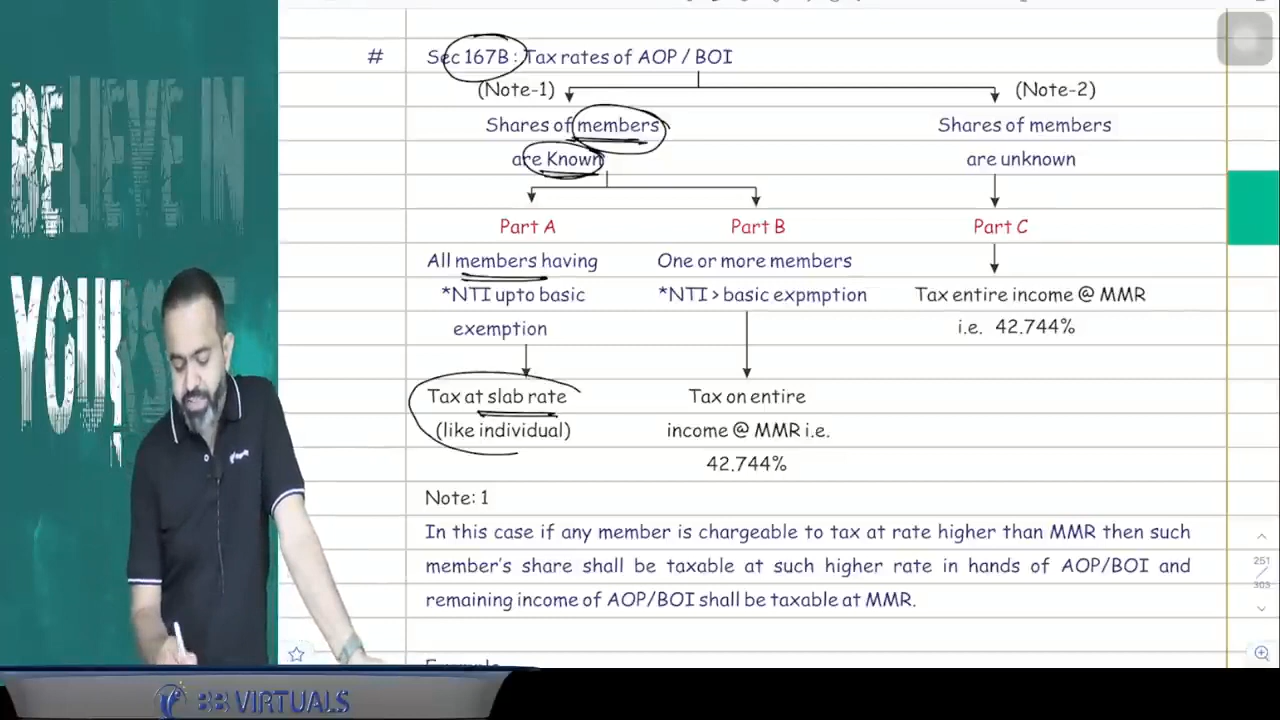 BELIEVE IN
YOURSE
# Sec 167B : Tax rates of AOP / BOI
(Note-1) (Note-2)
Shares of members Shares of members
are Known are unknown
Part A Part B Part C
All members having One or more members
*NTI upto basic *NTI > basic expmption Tax entire income @ MMR
exemption i.e. 42.744%
Tax at slab rate Tax on entire
(like individual) income @ MMR i.e.
42.744%
Note: 1
In this case if any member is chargeable to tax at rate higher than MMR then such
member's share shall be taxable at such higher rate in hands of AOP/BOI and
remaining income of AOP/BOI shall be taxable at MMR.
251
303
VIRTUALS